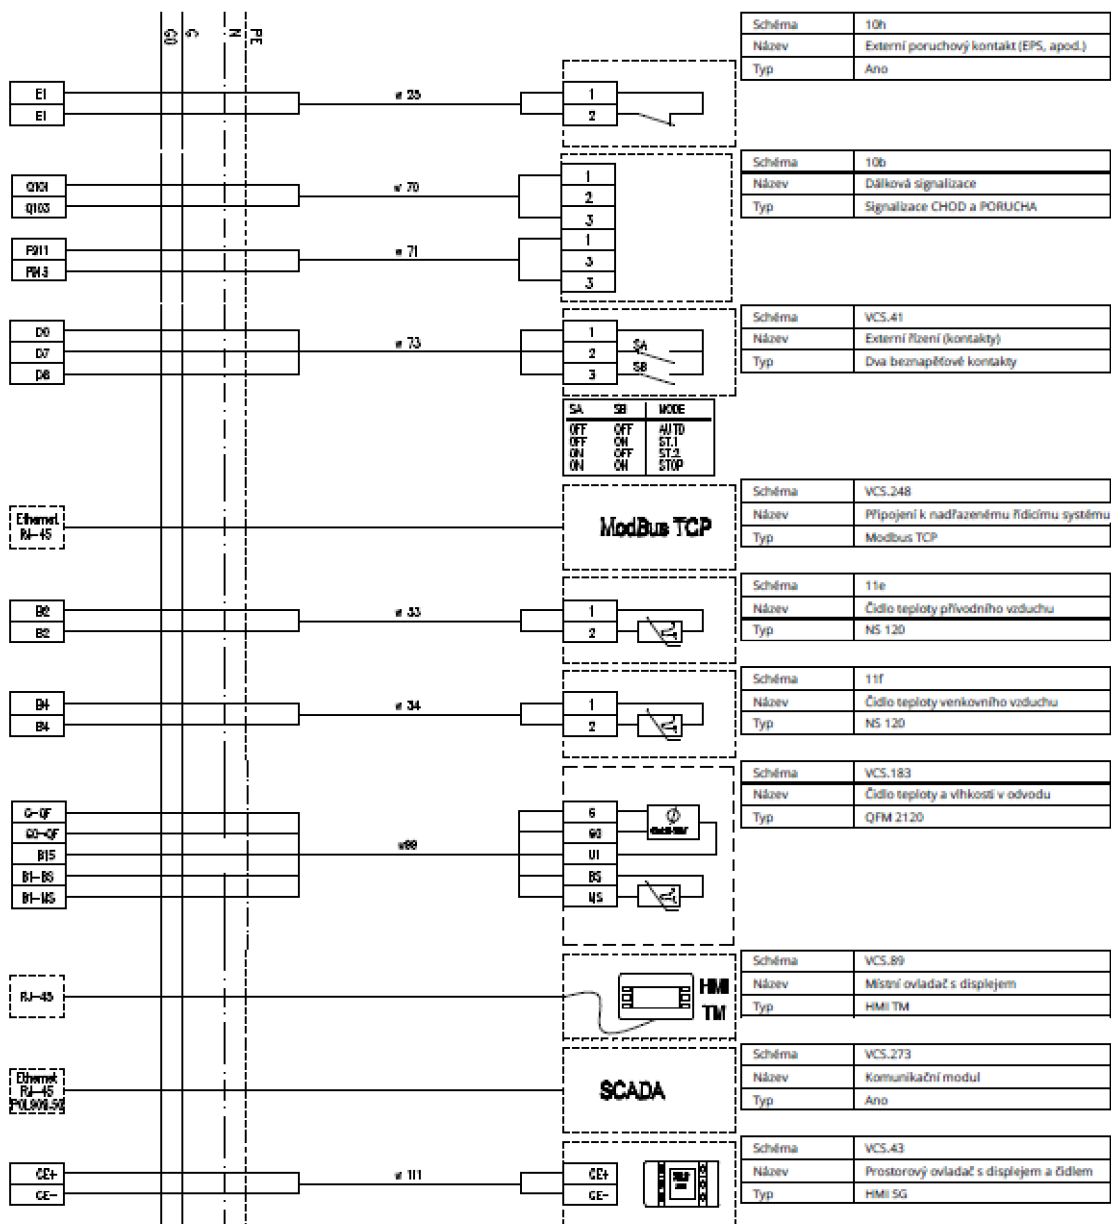 G0 G N PE
Schéma 10h
Název Externí poruchový kontakt (EPS, apod.)
Typ Ano
E1 1
E1 2
Schéma 10b
Název Dálková signalizace
Typ Signalizace CHOD a PORUCHA
Q101 w 70 1
Q103 2
3
w 71 1
3
3
Schéma VCS.41
Název Externí řízení (kontakty)
Typ Dva beznapěťové kontakty
D0 w 73 1
D7 2 SA
D8 3 SB
SA SB MODE
OFF OFF AUTO
OFF ON ST.1
ON OFF ST.2
ON ON STOP
Schéma VCS.248
Název Připojení k nadřazenému řídicímu systému
Typ Modbus TCP
Ethernet
RJ-45
ModBus TCP
Schéma 11e
Název Čidlo teploty přívodního vzduchu
Typ NS 120
B2 1
B2 2
Schéma 11f
Název Čidlo teploty venkovního vzduchu
Typ NS 120
B4 w 34 1
B4 2
Schéma VCS.183
Název Čidlo teploty a vlhkosti v odvodu
Typ QFM 2120
G-QF G
G0-QF G0
B15 U1
B1-BS BS
B1-MS
Schéma VCS.89
Název Místní ovladač s displejem
Typ HMI TM
RJ-45
HMI
TM
Schéma VCS.273
Název Komunikační modul
Typ Ano
Ethernet
RJ-45
SCADA
Schéma VCS.43
Název Prostorový ovladač s displejem a čidlem
Typ HMI SG
CE+ w 111 CE+
CE- CE-